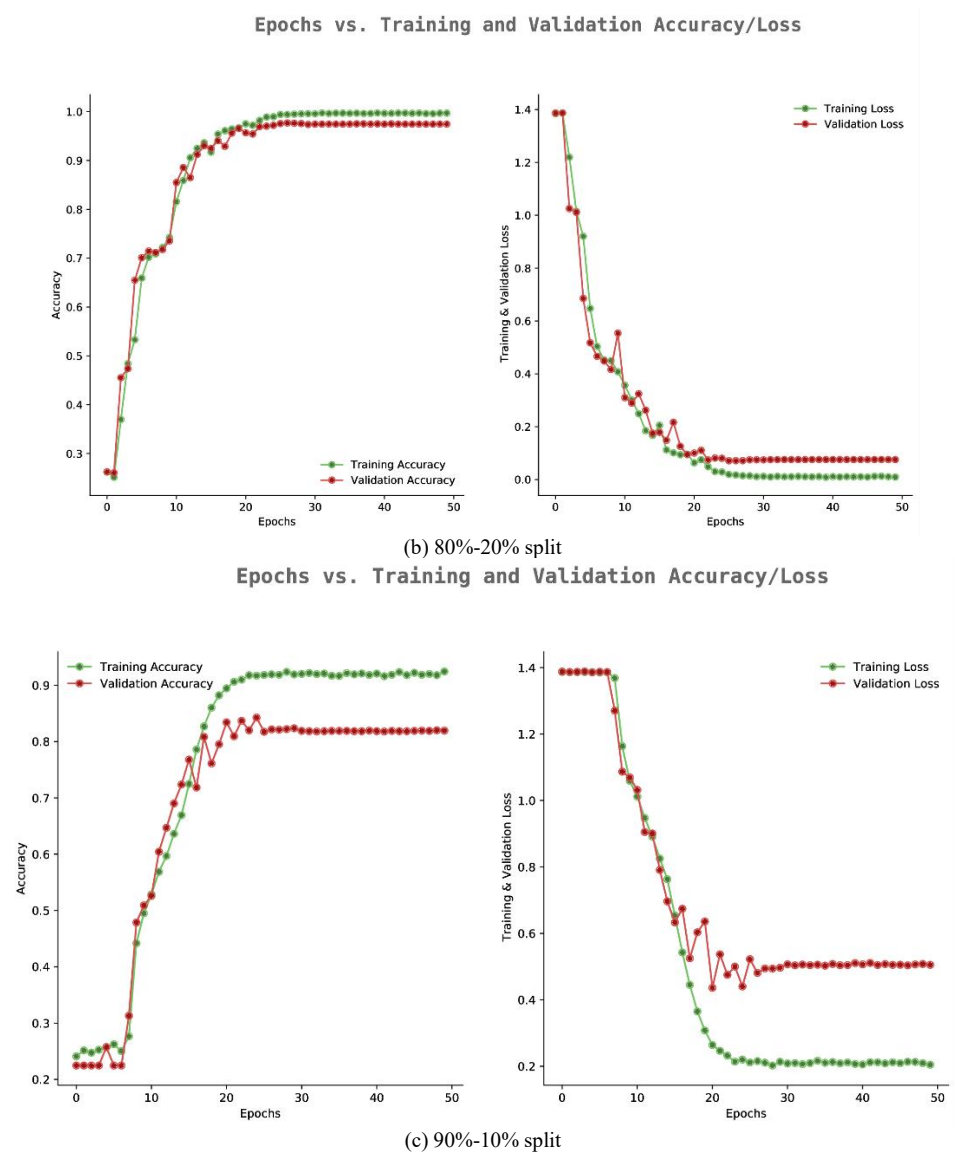 Epochs vs. Training and Validation Accuracy/Loss
1.0
0.9
0.8
0.7
0.6
0.5
0.4
0.3
Accuracy
Training Accuracy
Validation Accuracy
0 10 20 30 40 50
Epochs
1.4
1.2
1.0
0.8
0.6
0.4
0.2
0.0
Training & Validation Loss
Training Loss
Validation Loss
0 10 20 30 40 50
Epochs
(b) 80%-20% split
Epochs vs. Training and Validation Accuracy/Loss
Training Accuracy
Validation Accuracy
0.9
0.8
0.7
0.6
0.5
0.4
0.3
0.2
Accuracy
0 10 20 30 40 50
Epochs
Training Loss
Validation Loss
1.4
1.2
1.0
0.8
0.6
0.4
0.2
Training & Validation Loss
0 10 20 30 40 50
Epochs
(c) 90%-10% split